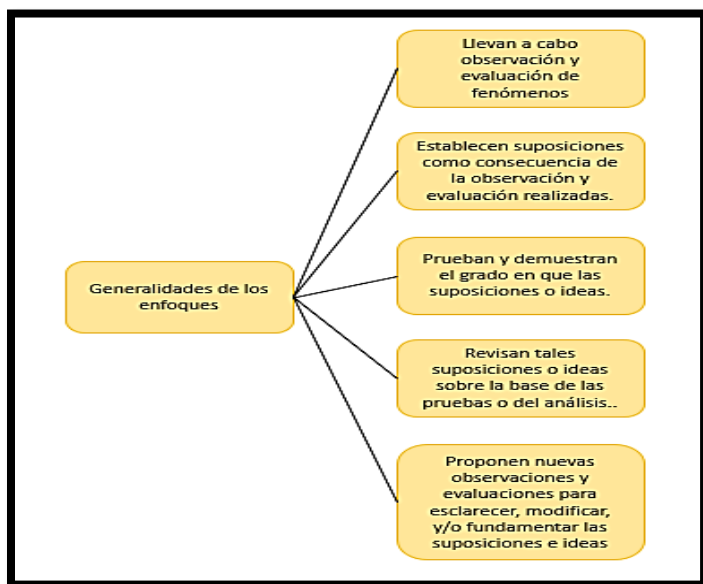 Llevan a cabo
observación y
evaluación de
fenómenos
Establecen suposiciones
como consecuencia de
la observación y
evaluación realizadas.
Generalidades de los
enfoques
Prueban y demuestran
el grado en que las
suposiciones o ideas.
Revisan tales
suposiciones o ideas
sobre la base de las
pruebas o del análisis..
Proponen nuevas
observaciones y
evaluaciones para
esclarecer, modificar,
y/o fundamentar las
suposiciones e ideas